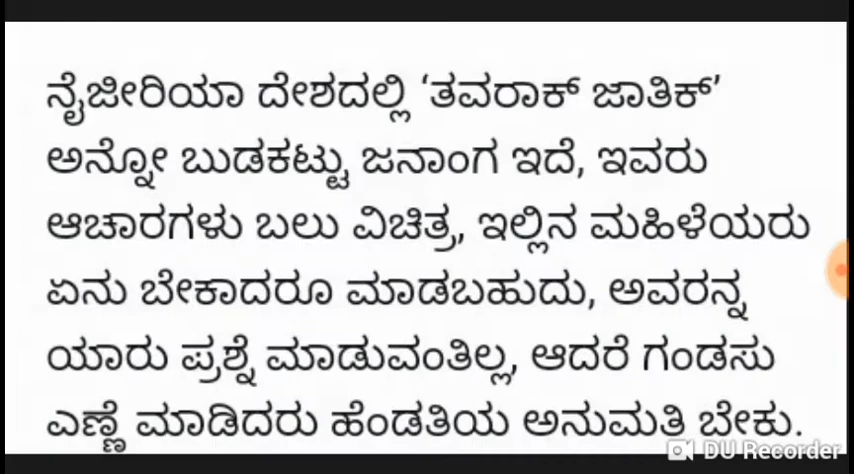 ನೈಜೀರಿಯಾ ದೇಶದಲ್ಲಿ ‘ತವರಾಕ್ ಜಾತಿಕ್’
ಅನ್ನೋ ಬುಡಕಟ್ಟು ಜನಾಂಗ ಇದೆ, ಇವರು
ಆಚಾರಗಳು ಬಲು ವಿಚಿತ್ರ, ಇಲ್ಲಿನ ಮಹಿಳೆಯರು
ಏನು ಬೇಕಾದರೂ ಮಾಡಬಹುದು, ಅವರನ್ನ
ಯಾರು ಪ್ರಶ್ನೆ ಮಾಡುವಂತಿಲ್ಲ, ಆದರೆ ಗಂಡಸು
ಎಣ್ಣೆ ಮಾಡಿದರು ಹೆಂಡತಿಯ ಅನುಮತಿ ಬೇಕು.
DU Recorder